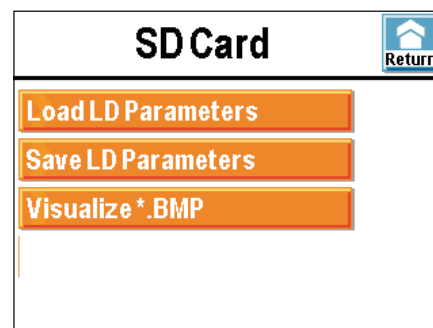 SD Card
Return
Load LD Parameters
Save LD Parameters
Visualize *.BMP